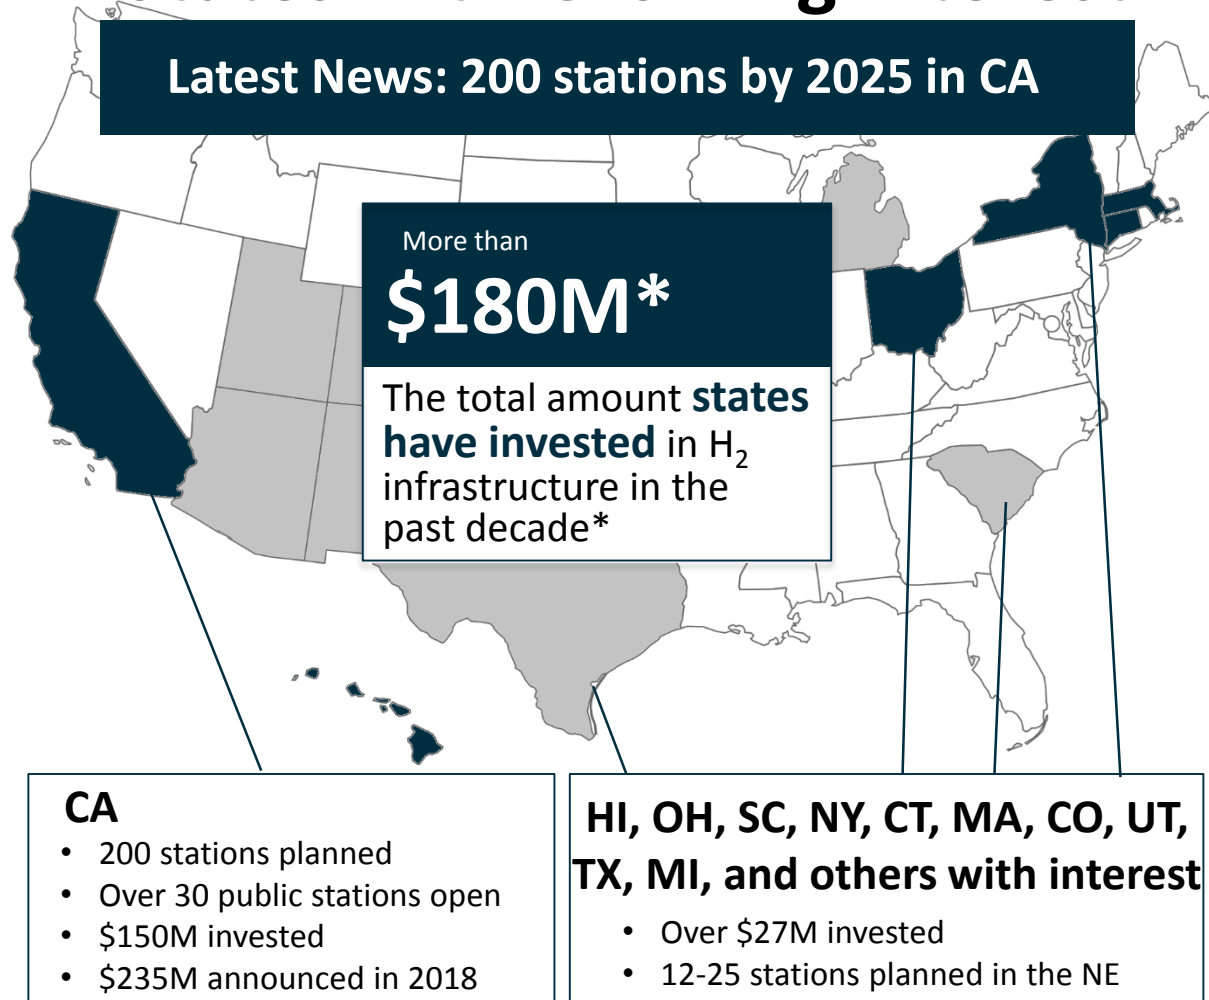 Latest News: 200 stations by 2025 in CA
More than
$180M*
The total amount states
have invested in H2
infrastructure in the
past decade*
CA
• 200 stations planned
• Over 30 public stations open
• $150M invested
• $235M announced in 2018
HI, OH, SC, NY, CT, MA, CO, UT,
TX, MI, and others with interest
• Over $27M invested
• 12-25 stations planned in the NE